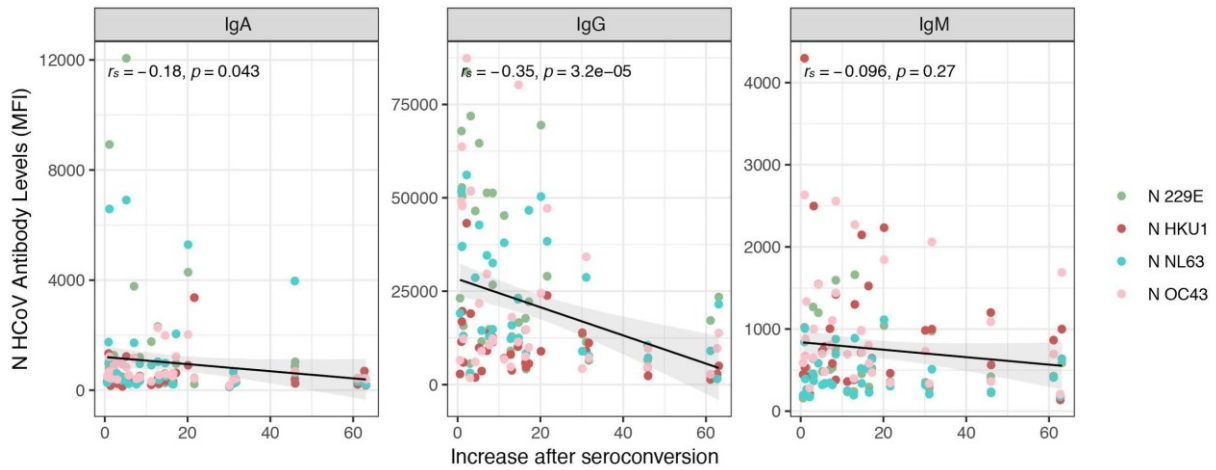 IgA
IgG
IgM
N HCoV Antibody Levels (MFI)
12000
8000
4000
0
rs = −0.18, p = 0.043
0
20
40
60
75000
50000
25000
0
rs = −0.35, p = 3.2e−05
0
20
40
60
4000
3000
2000
1000
0
rs = −0.096, p = 0.27
0
20
40
60
Increase after seroconversion
N 229E
N HKU1
N NL63
N OC43